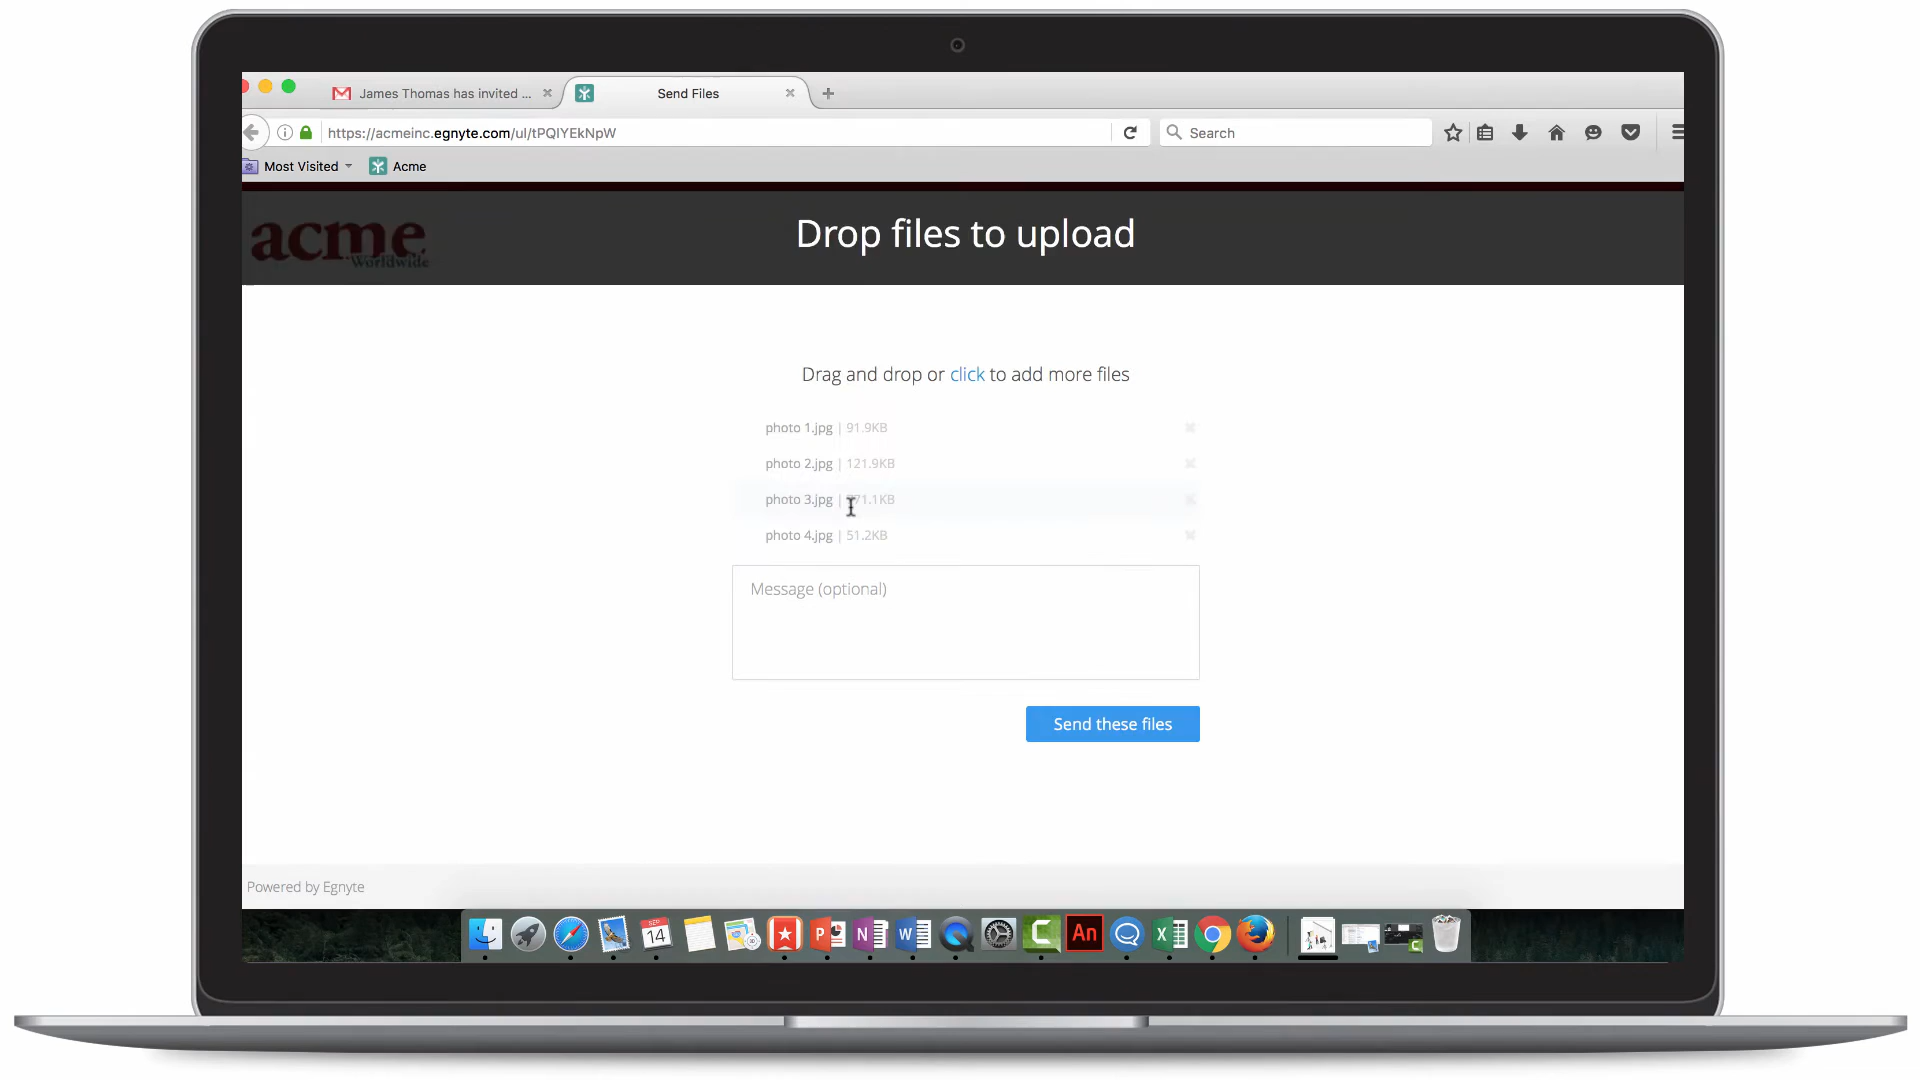 James Thomas has invited ...
Send Files
https://acmeinc.egnyte.com/ul/tPQIYEkNpW
Search
Most Visited
Acme
acme
Worldwide
Drop files to upload
Drag and drop or click to add more files
photo 1.jpg | 91.9KB
photo 2.jpg | 121.9KB
photo 3.jpg |
photo 4.jpg | 51.2KB
Message (optional)
Send these files
Powered by Egnyte
SEP
14
P
N
W
C
An
X